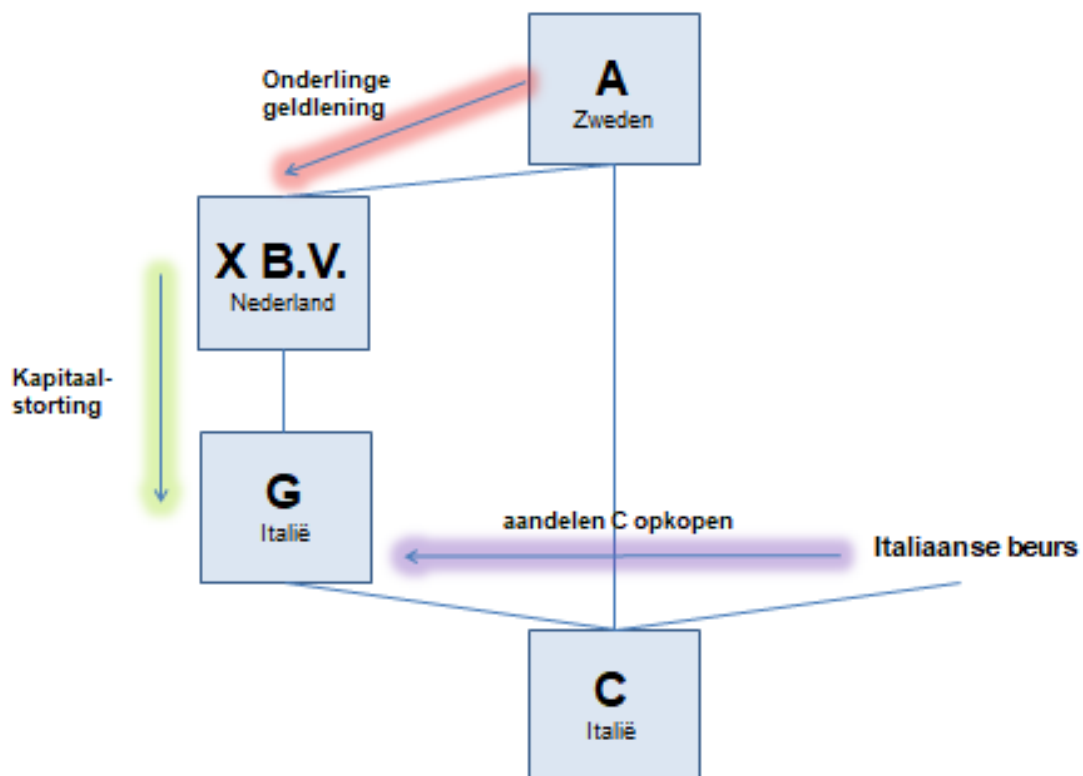 Onderlinge
geldlening
A
Zweden
X B.V.
Nederland
Kapitaal-
storting
G
Italië
aandelen C opkopen
Italiaanse beurs
C
Italië